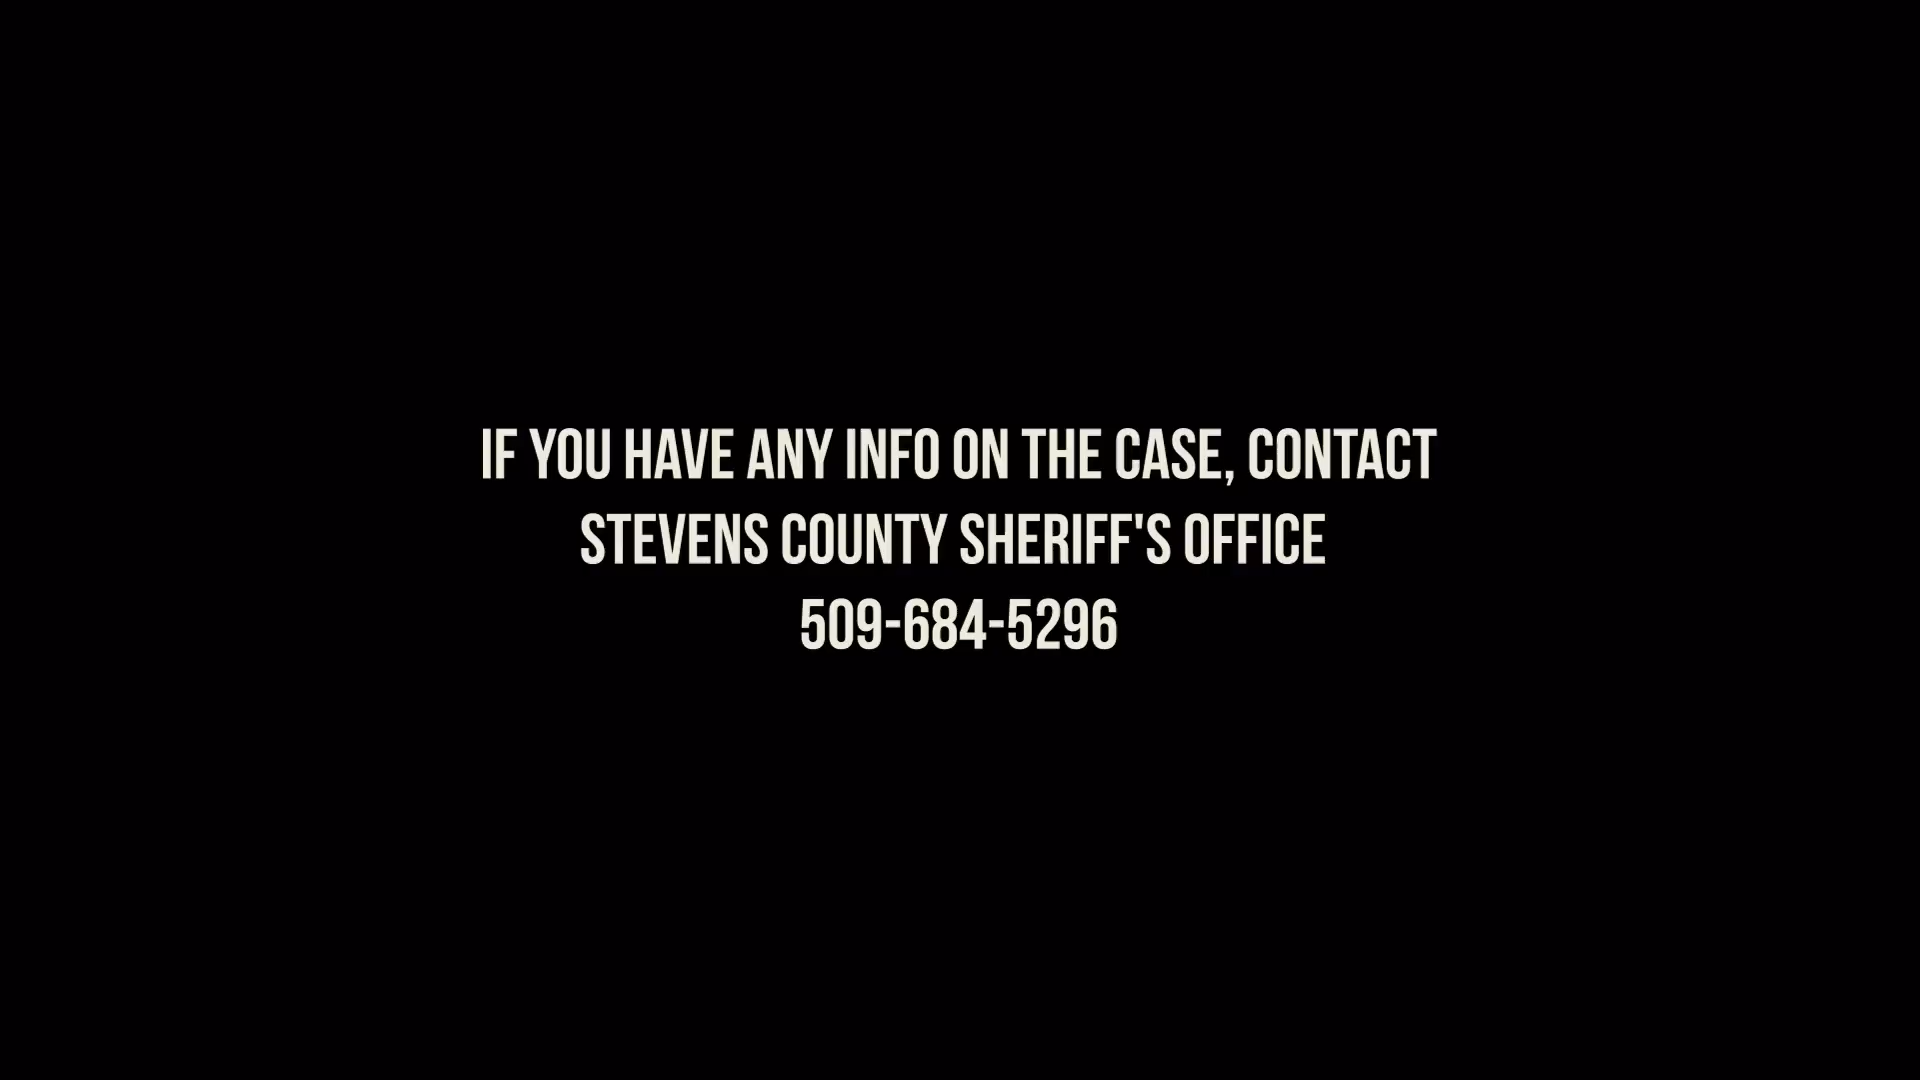 IF YOU HAVE ANY INFO ON THE CASE, CONTACT
STEVENS COUNTY SHERIFF'S OFFICE
509-684-5296